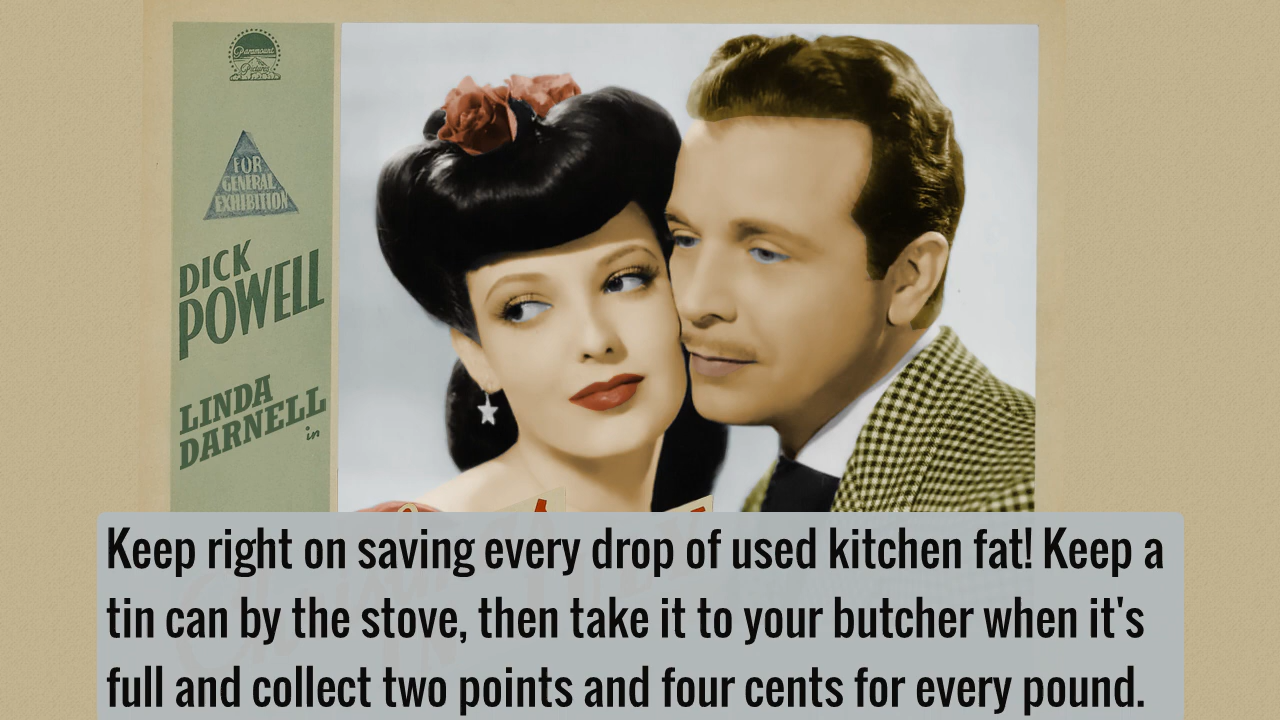 Paramount
Pictures
FOR
GENERAL
EXHIBITION
DICK
POWELL
LINDA
DARNELL
in
Keep right on saving every drop of used kitchen fat! Keep a
tin can by the stove, then take it to your butcher when it's
full and collect two points and four cents for every pound.